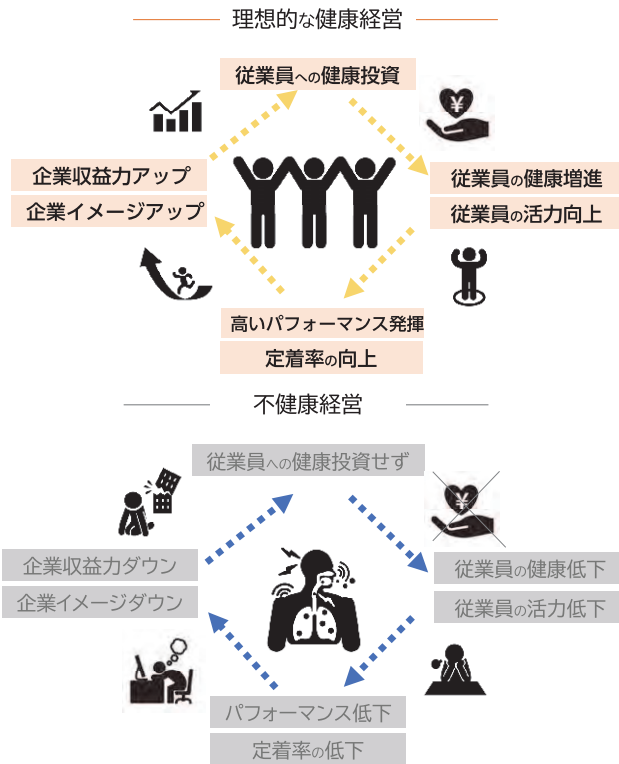 理想的な健康経営
従業員への健康投資
¥
企業収益力アップ
企業イメージアップ
従業員の健康増進
従業員の活力向上
高いパフォーマンス発揮
定着率の向上
不健康経営
従業員への健康投資せず
¥
企業収益力ダウン
企業イメージダウン
従業員の健康低下
従業員の活力低下
パフォーマンス低下
定着率の低下